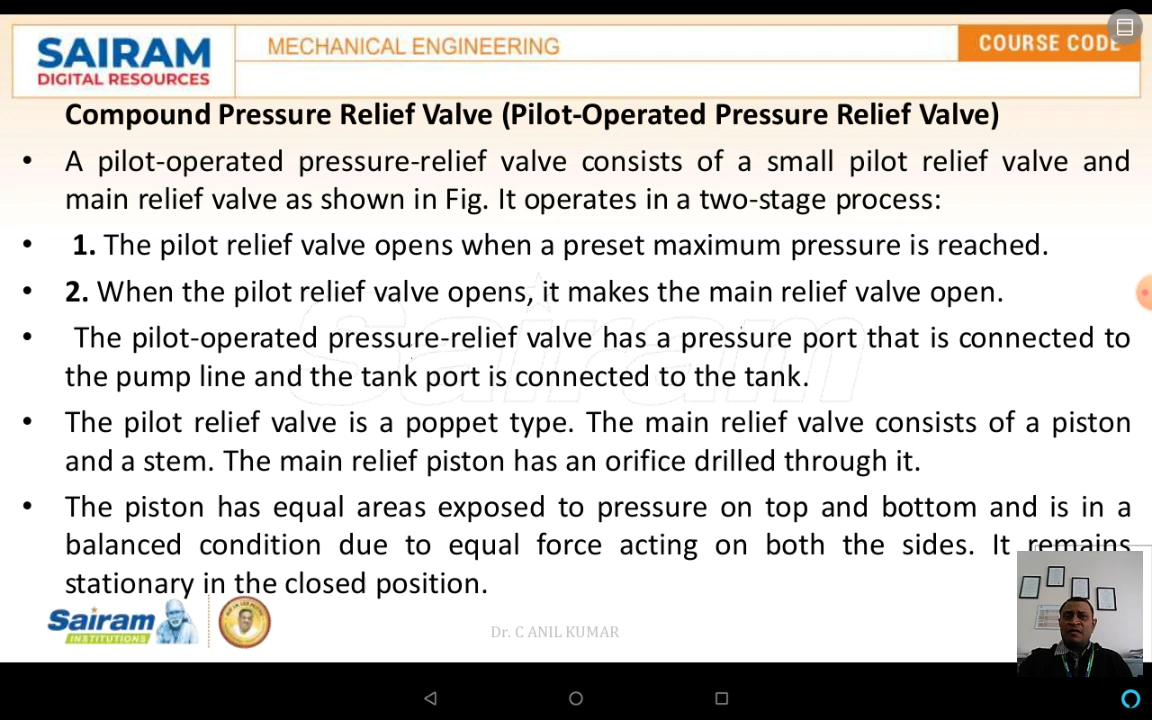 SAIRAM
DIGITAL RESOURCES
MECHANICAL ENGINEERING
COURSE CODE
Compound Pressure Relief Valve (Pilot-Operated Pressure Relief Valve)
• A pilot-operated pressure-relief valve consists of a small pilot relief valve and
main relief valve as shown in Fig. It operates in a two-stage process:
• 1. The pilot relief valve opens when a preset maximum pressure is reached.
• 2. When the pilot relief valve opens, it makes the main relief valve open.
• The pilot-operated pressure-relief valve has a pressure port that is connected to
the pump line and the tank port is connected to the tank.
• The pilot relief valve is a poppet type. The main relief valve consists of a piston
and a stem. The main relief piston has an orifice drilled through it.
• The piston has equal areas exposed to pressure on top and bottom and is in a
balanced condition due to equal force acting on both the sides. It remains
stationary in the closed position.
Sairam
Sairam
INSTITUTIONS
Dr. C ANIL KUMAR